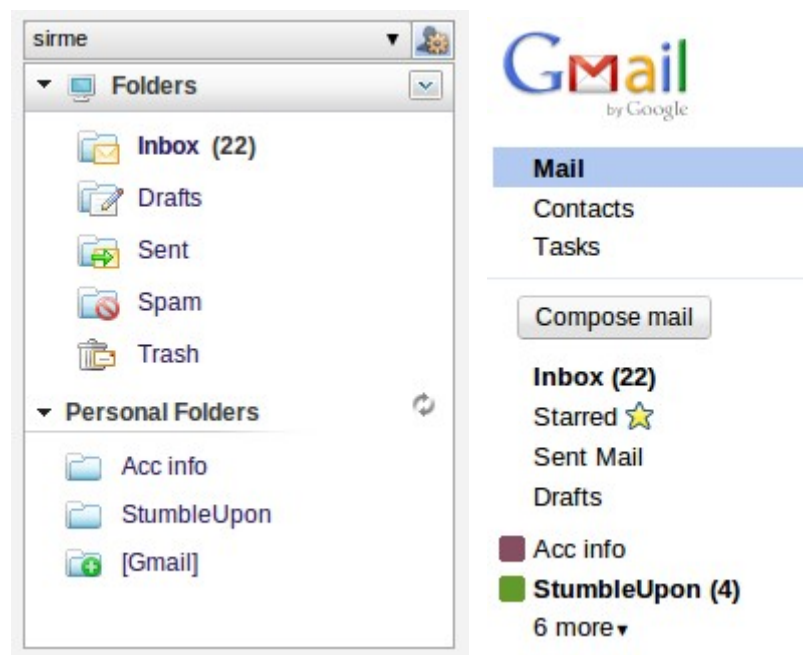 sirme
Folders
Inbox (22)
Drafts
Sent
Spam
Trash
Personal Folders
Acc info
StumbleUpon
[Gmail]
Gmail
by Google
Mail
Contacts
Tasks
Compose mail
Inbox (22)
Starred
Sent Mail
Drafts
Acc info
StumbleUpon (4)
6 more